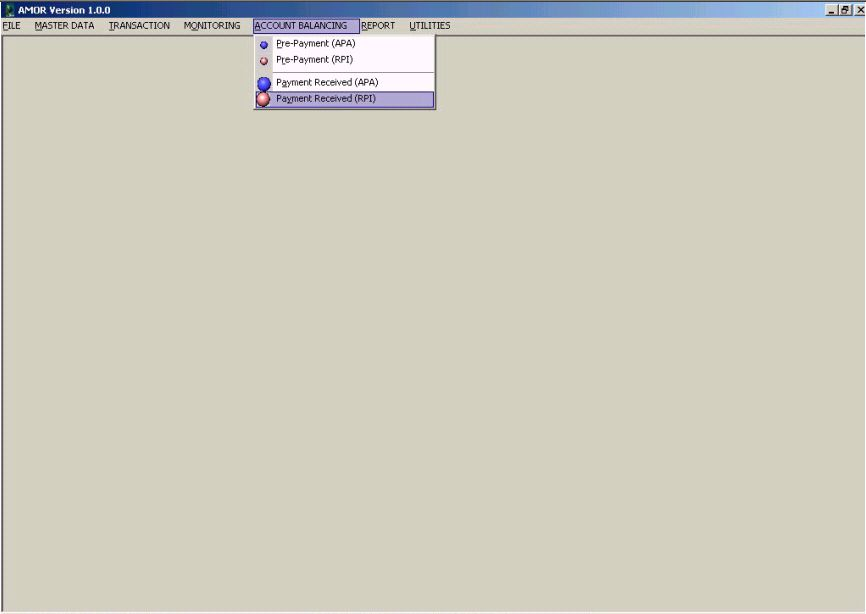 AMOR Version 1.0.0
FILE MASTER DATA TRANSACTION MONITORING ACCOUNT BALANCING REPORT UTILITIES
Pre-Payment (APA)
Pre-Payment (RPI)
Payment Received (APA)
Payment Received (RPI)